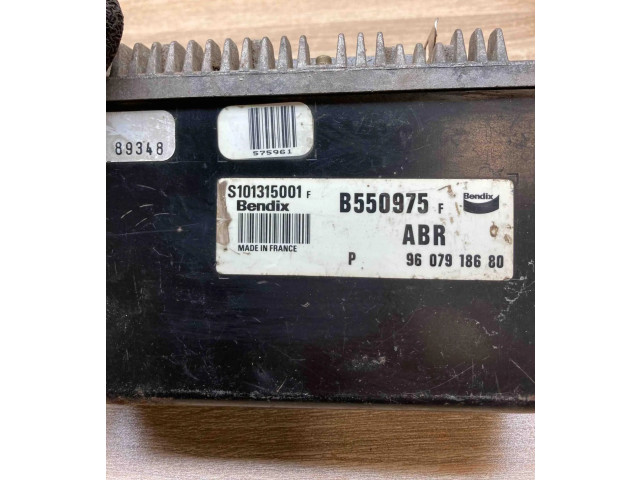 89348
575961
S101315001 F
Bendix
MADE IN FRANCE
B550975 F
Bendix
ABR
P 96 079 186 80